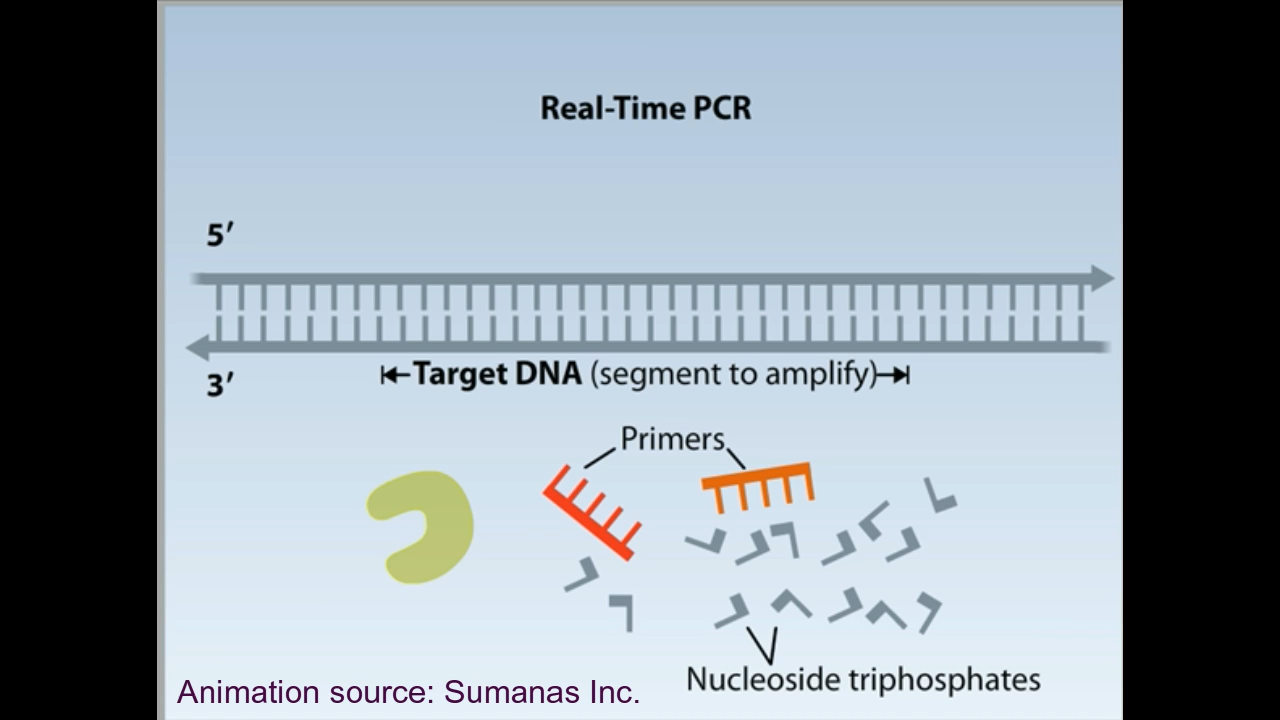 Real-Time PCR
5′
3′
Target DNA (segment to amplify)
Primers
Nucleoside triphosphates
Animation source: Sumanas Inc.